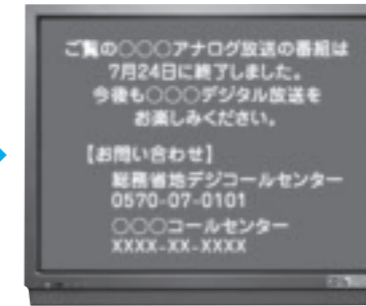 ご覧の○○○アナログ放送の番組は
7月24日に終了しました。
今後も○○○デジタル放送を
お楽しみください。
【お問い合わせ】
総務省地デジコールセンター
0570-07-0101
○○○コールセンター
XXXX-XX-XXXX